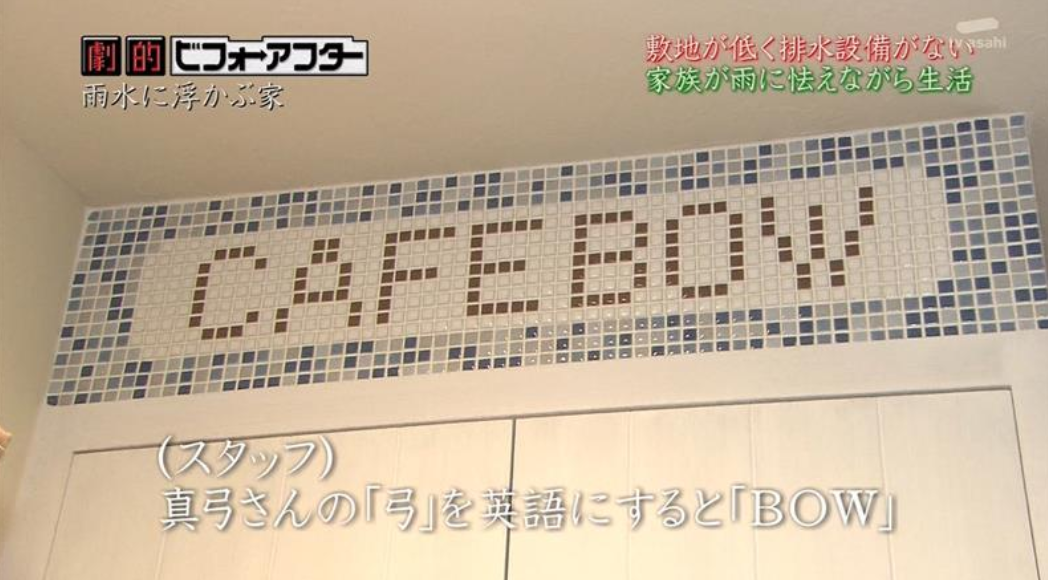 劇的ビフォーアフター
雨水に浮かぶ家
tv asahi
敷地が低く排水設備がない
家族が雨に怯えながら生活
CAFE BOW
(スタッフ)
真弓さんの「弓」を英語にすると「BOW」